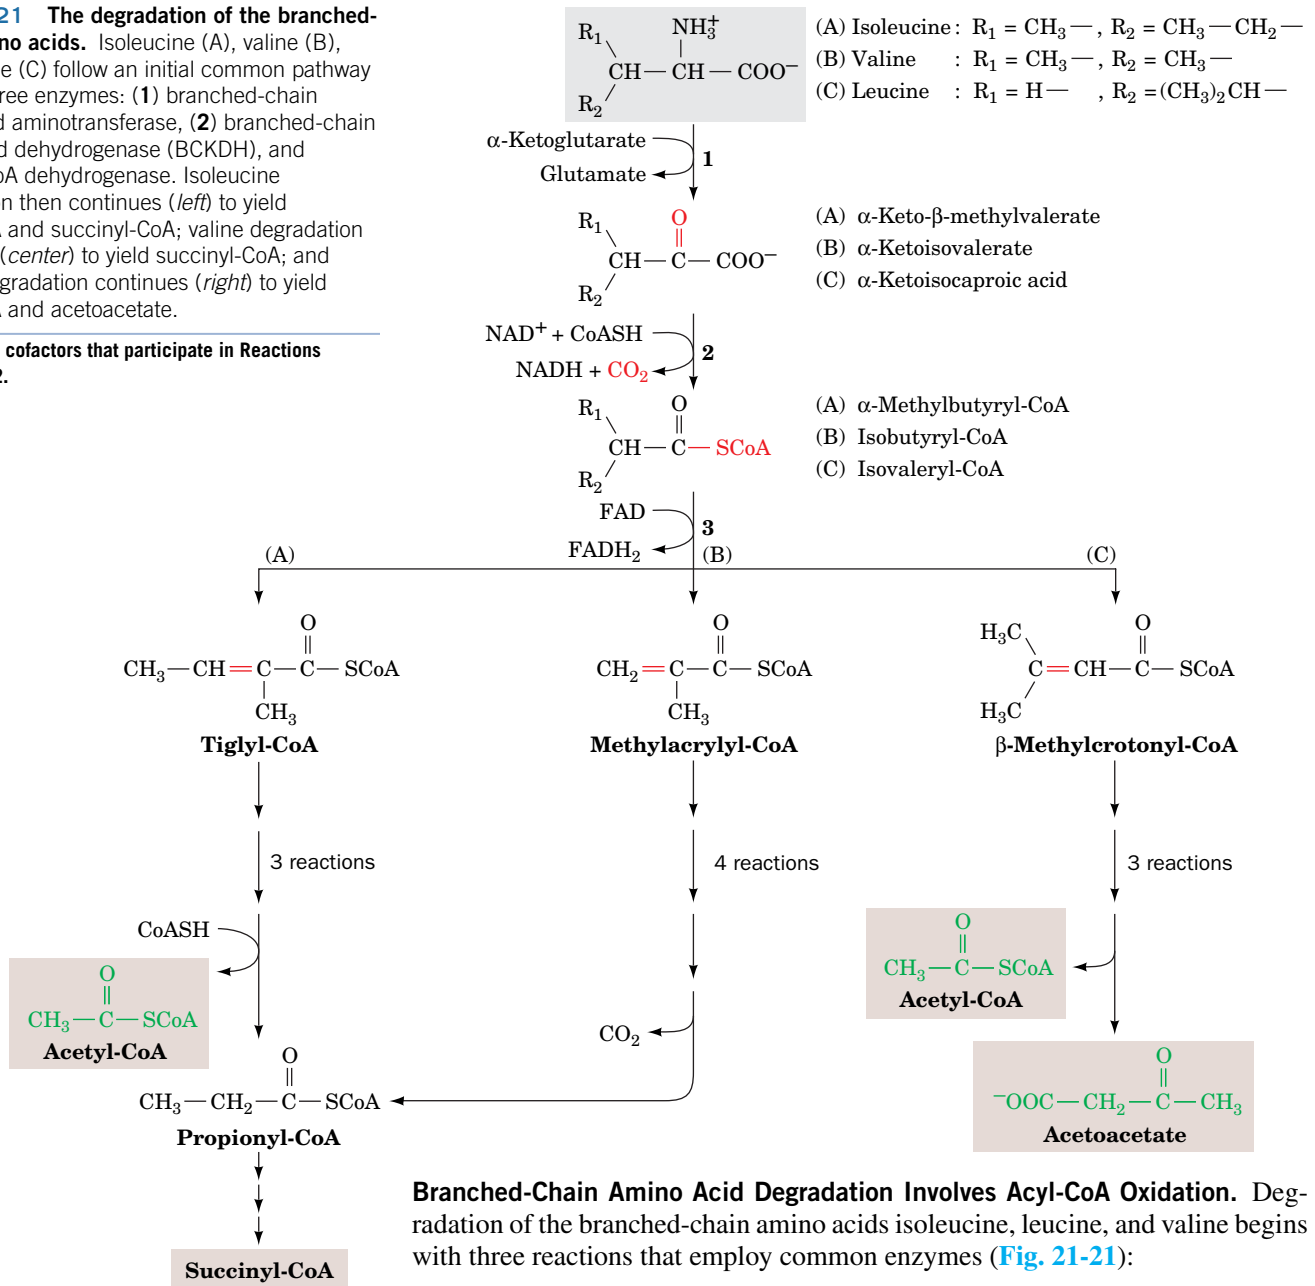 21 The degradation of the branched-
no acids. Isoleucine (A), valine (B),
e (C) follow an initial common pathway
ree enzymes: (1) branched-chain
d aminotransferase, (2) branched-chain
d dehydrogenase (BCKDH), and
oA dehydrogenase. Isoleucine
n then continues (left) to yield
A and succinyl-CoA; valine degradation
(center) to yield succinyl-CoA; and
gradation continues (right) to yield
A and acetoacetate.
cofactors that participate in Reactions
2.
R₁
NH₃⁺
CH—CH—COO⁻
R₂
(A) Isoleucine: R₁ = CH₃—, R₂ = CH₃—CH₂—
(B) Valine : R₁ = CH₃—, R₂ = CH₃—
(C) Leucine : R₁ = H— , R₂ =(CH₃)₂CH—
α-Ketoglutarate
1
Glutamate
R₁
O
CH—C—COO⁻
R₂
(A) α-Keto-β-methylvalerate
(B) α-Ketoisovalerate
(C) α-Ketoisocaproic acid
NAD⁺ + CoASH
2
NADH + CO₂
R₁
O
CH—C—SCoA
R₂
(A) α-Methylbutyryl-CoA
(B) Isobutyryl-CoA
(C) Isovaleryl-CoA
FAD
3
FADH₂
(A)
(B)
(C)
O
CH₃—CH=C—C—SCoA
CH₃
Tiglyl-CoA
O
CH₂=C—C—SCoA
CH₃
Methylacrylyl-CoA
H₃C
O
C=CH—C—SCoA
H₃C
β-Methylcrotonyl-CoA
3 reactions
4 reactions
3 reactions
CoASH
O
CH₃—C—SCoA
Acetyl-CoA
O
CH₃—C—SCoA
Acetyl-CoA
CO₂
O
CH₃—CH₂—C—SCoA
Propionyl-CoA
O
⁻OOC—CH₂—C—CH₃
Acetoacetate
Succinyl-CoA
Branched-Chain Amino Acid Degradation Involves Acyl-CoA Oxidation. Deg-
radation of the branched-chain amino acids isoleucine, leucine, and valine begins
with three reactions that employ common enzymes (Fig. 21-21):